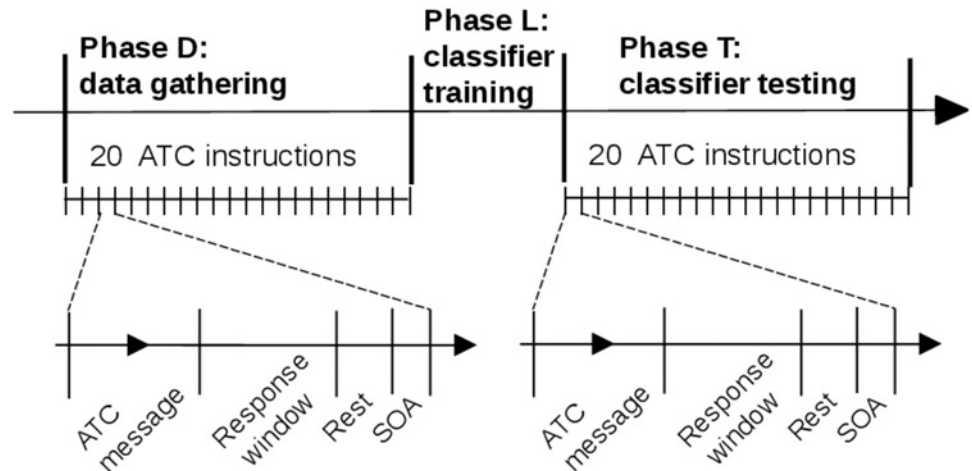 Phase D:
data gathering
Phase L:
classifier
training
Phase T:
classifier testing
20 ATC instructions
20 ATC instructions
ATC
message
Response
window
Rest
SOA
ATC
message
Response
window
Rest
SOA